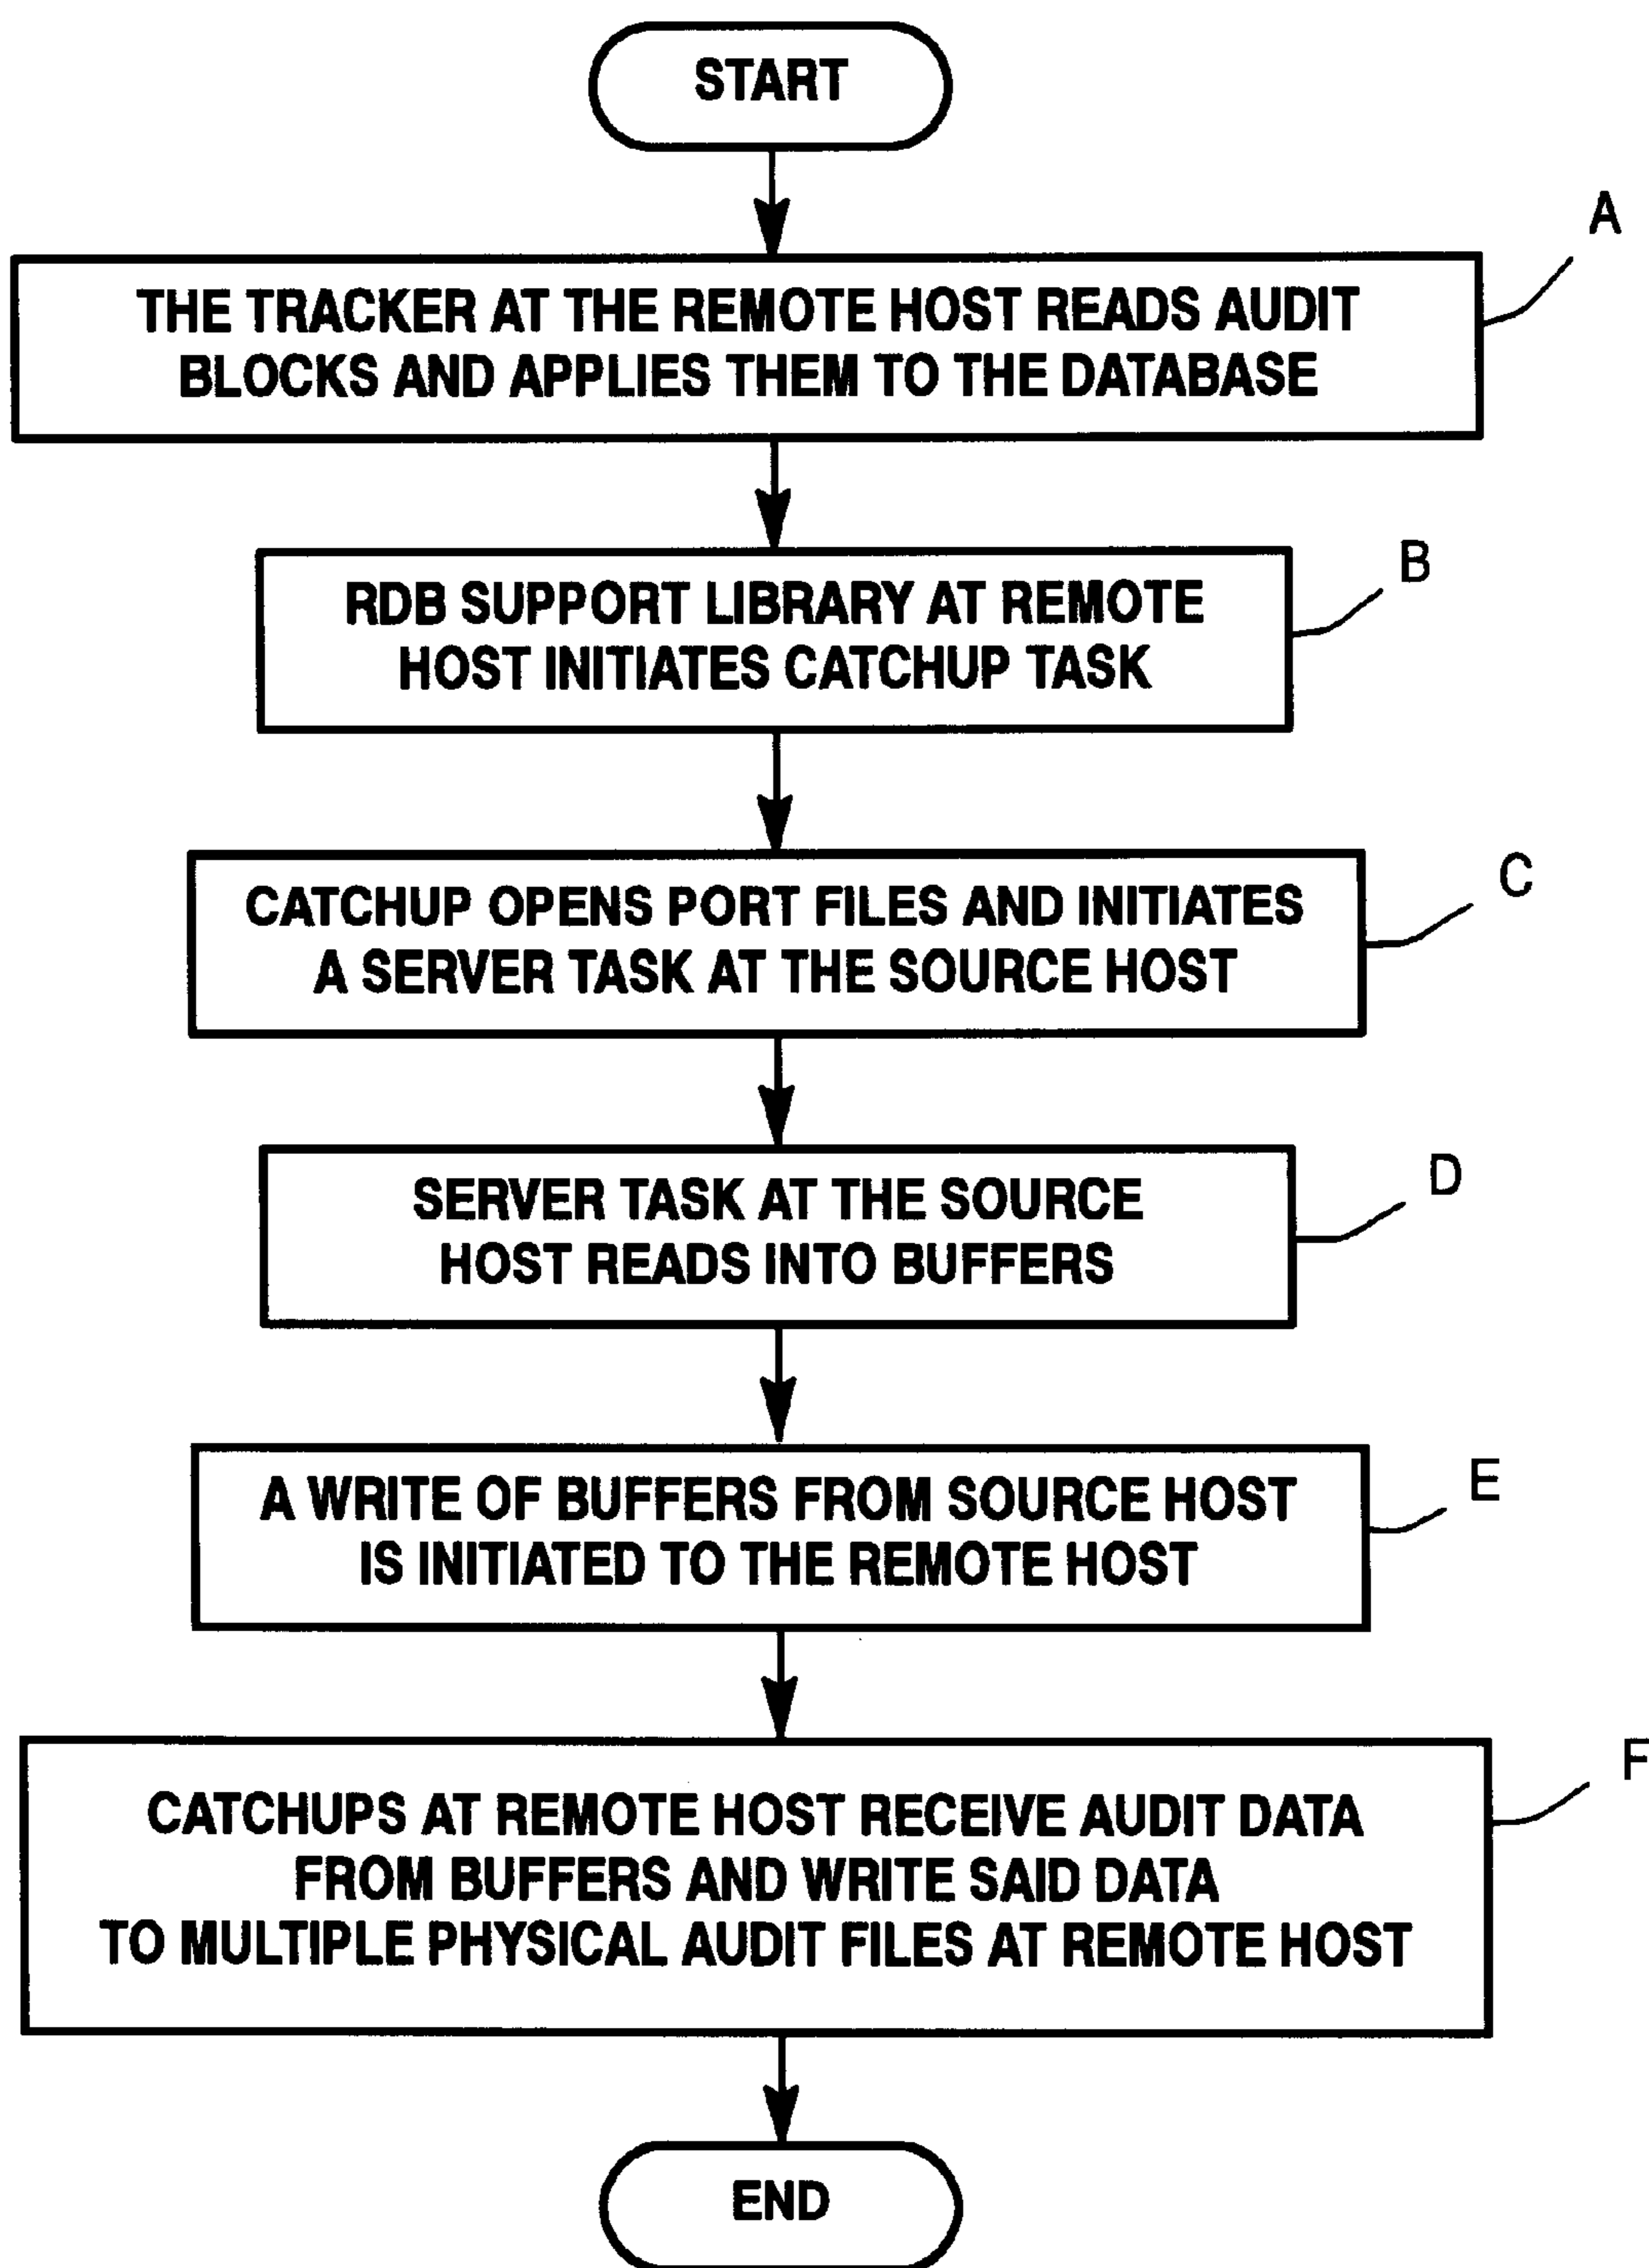 START
A
THE TRACKER AT THE REMOTE HOST READS AUDIT
BLOCKS AND APPLIES THEM TO THE DATABASE
B
RDB SUPPORT LIBRARY AT REMOTE
HOST INITIATES CATCHUP TASK
C
CATCHUP OPENS PORT FILES AND INITIATES
A SERVER TASK AT THE SOURCE HOST
D
SERVER TASK AT THE SOURCE
HOST READS INTO BUFFERS
E
A WRITE OF BUFFERS FROM SOURCE HOST
IS INITIATED TO THE REMOTE HOST
F
CATCHUPS AT REMOTE HOST RECEIVE AUDIT DATA
FROM BUFFERS AND WRITE SAID DATA
TO MULTIPLE PHYSICAL AUDIT FILES AT REMOTE HOST
END